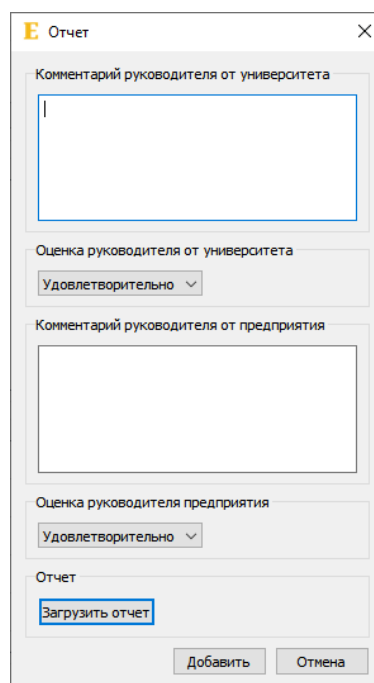 E Отчет
Комментарий руководителя от университета
Оценка руководителя от университета
Удовлетворительно
Комментарий руководителя от предприятия
Оценка руководителя предприятия
Удовлетворительно
Отчет
Загрузить отчет
Добавить Отмена